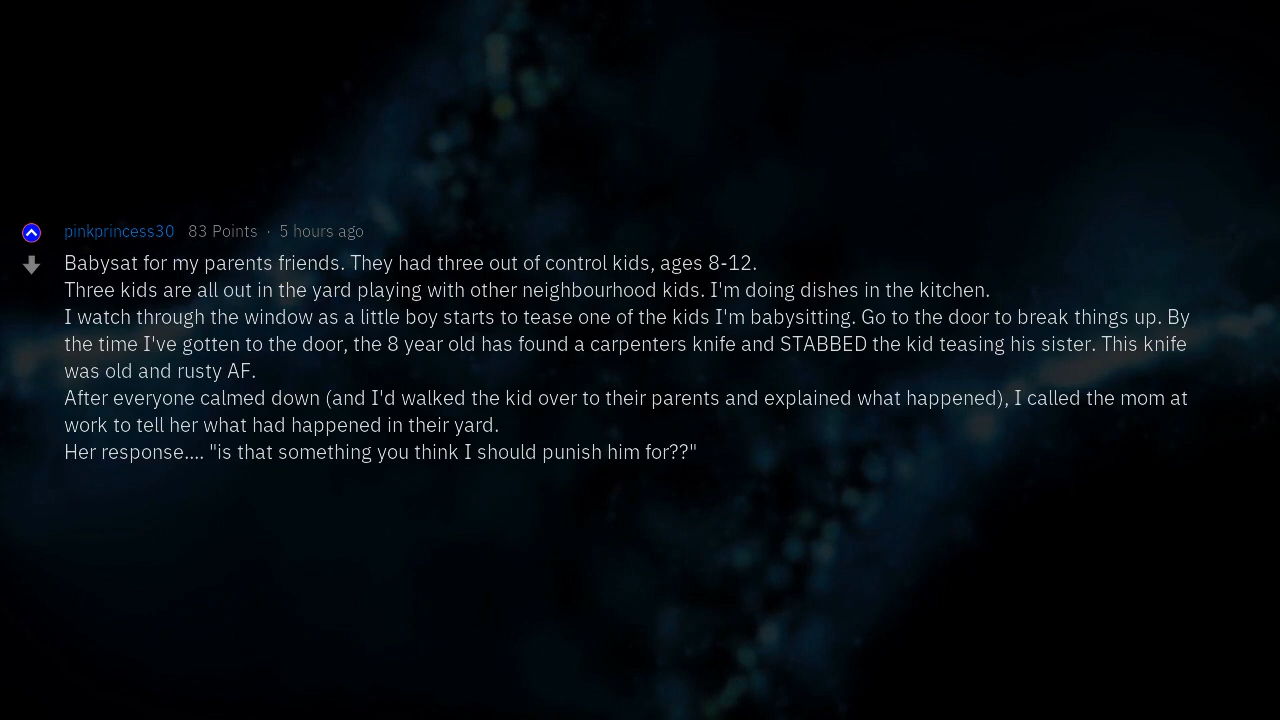 pinkprincess30 83 Points · 5 hours ago
Babysat for my parents friends. They had three out of control kids, ages 8-12.
Three kids are all out in the yard playing with other neighbourhood kids. I'm doing dishes in the kitchen.
I watch through the window as a little boy starts to tease one of the kids I'm babysitting. Go to the door to break things up. By
the time I've gotten to the door, the 8 year old has found a carpenters knife and STABBED the kid teasing his sister. This knife
was old and rusty AF.
After everyone calmed down (and I'd walked the kid over to their parents and explained what happened), I called the mom at
work to tell her what had happened in their yard.
Her response.... "is that something you think I should punish him for??"